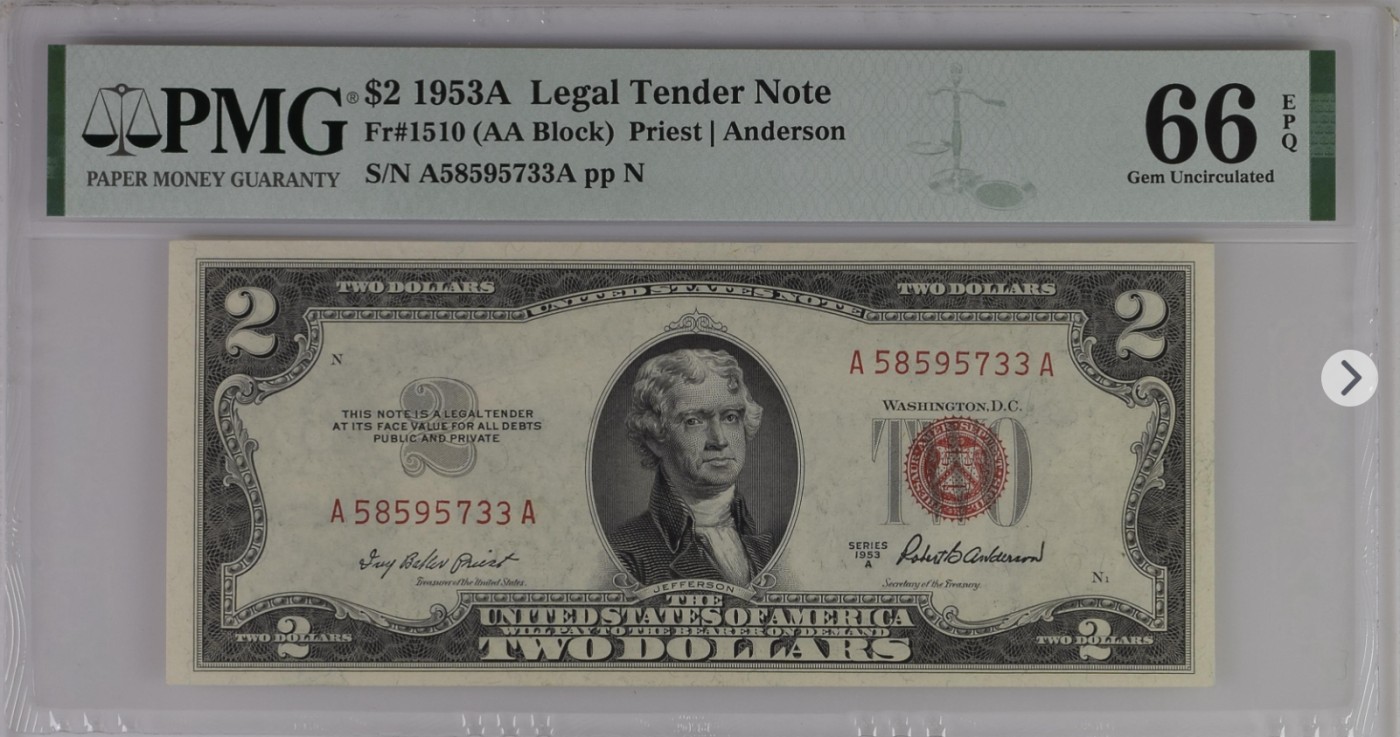 PMG®
PAPER MONEY GUARANTY
$2 1953A Legal Tender Note
Fr#1510 (AA Block) Priest | Anderson
S/N A58595733A pp N
66
EPQ
Gem Uncirculated
2
TWO DOLLARS
UNITED STATES NOTE
TWO DOLLARS
2
N
A 58595733 A
2
THIS NOTE IS A LEGAL TENDER
AT ITS FACE VALUE FOR ALL DEBTS
PUBLIC AND PRIVATE
WASHINGTON, D.C.
TWO
A 58595733 A
Ivy Baker Priest
Treasurer of the United States.
SERIES
1953
A
Robert B Anderson
Secretary of the Treasury.
N1
JEFFERSON
THE
UNITED STATES OF AMERICA
WILL PAY TO THE BEARER ON DEMAND
TWO DOLLARS
TWO DOLLARS
2
TWO DOLLARS
2